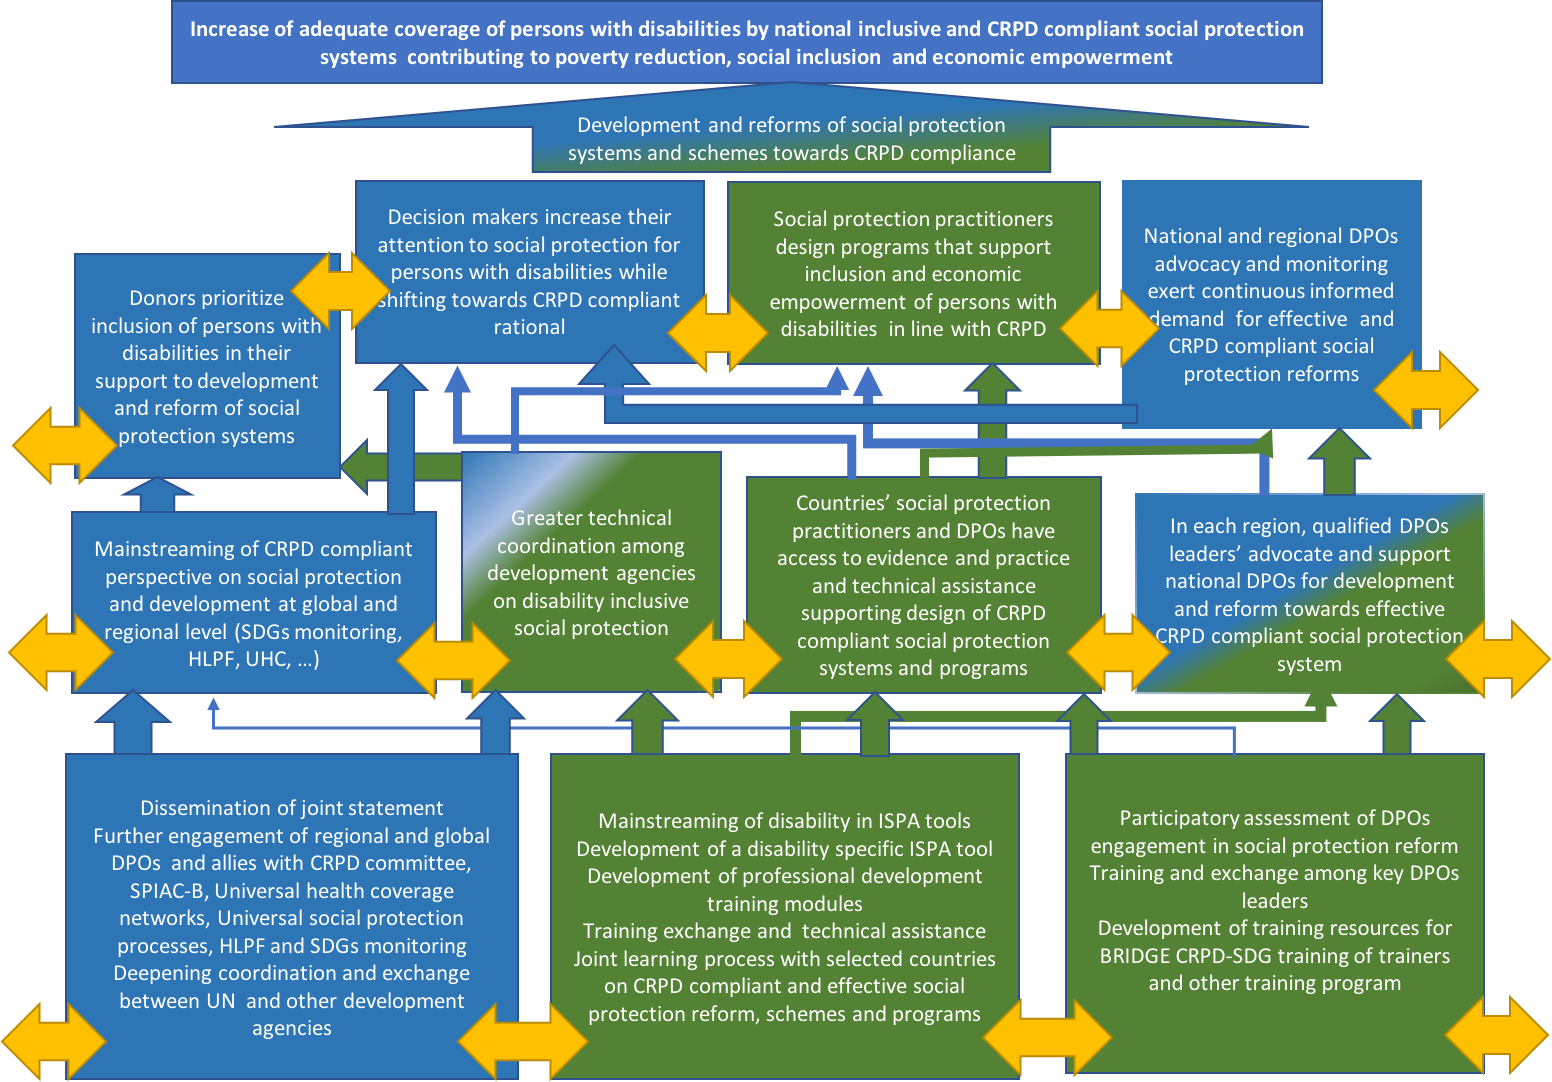 Increase of adequate coverage of persons with disabilities by national inclusive and CRPD compliant social protection
systems contributing to poverty reduction, social inclusion and economic empowerment
Development and reforms of social protection
systems and schemes towards CRPD compliance
Donors prioritize
inclusion of persons with
disabilities in their
support to development
and reform of social
protection systems
Decision makers increase their
attention to social protection for
persons with disabilities while
shifting towards CRPD compliant
rational
Social protection practitioners
design programs that support
inclusion and economic
empowerment of persons with
disabilities in line with CRPD
National and regional DPOs
advocacy and monitoring
exert continuous informed
demand for effective and
CRPD compliant social
protection reforms
Mainstreaming of CRPD compliant
perspective on social protection
and development at global and
regional level (SDGs monitoring,
HLPF, UHC, ...)
Greater technical
coordination among
development agencies
on disability inclusive
social protection
Countries' social protection
practitioners and DPOs have
access to evidence and practice
and technical assistance
supporting design of CRPD
compliant social protection
systems and programs
In each region, qualified DPOs
leaders' advocate and support
national DPOs for development
and reform towards effective
CRPD compliant social protection
system
Dissemination of joint statement
Further engagement of regional and global
DPOs and allies with CRPD committee,
SPIAC-B, Universal health coverage
networks, Universal social protection
processes, HLPF and SDGs monitoring
Deepening coordination and exchange
between UN and other development
agencies
Mainstreaming of disability in ISPA tools
Development of a disability specific ISPA tool
Development of professional development
training modules
Training exchange and technical assistance
Joint learning process with selected countries
on CRPD compliant and effective social
protection reform, schemes and programs
Participatory assessment of DPOs
engagement in social protection reform
Training and exchange among key DPOs
leaders
Development of training resources for
BRIDGE CRPD-SDG training of trainers
and other training program